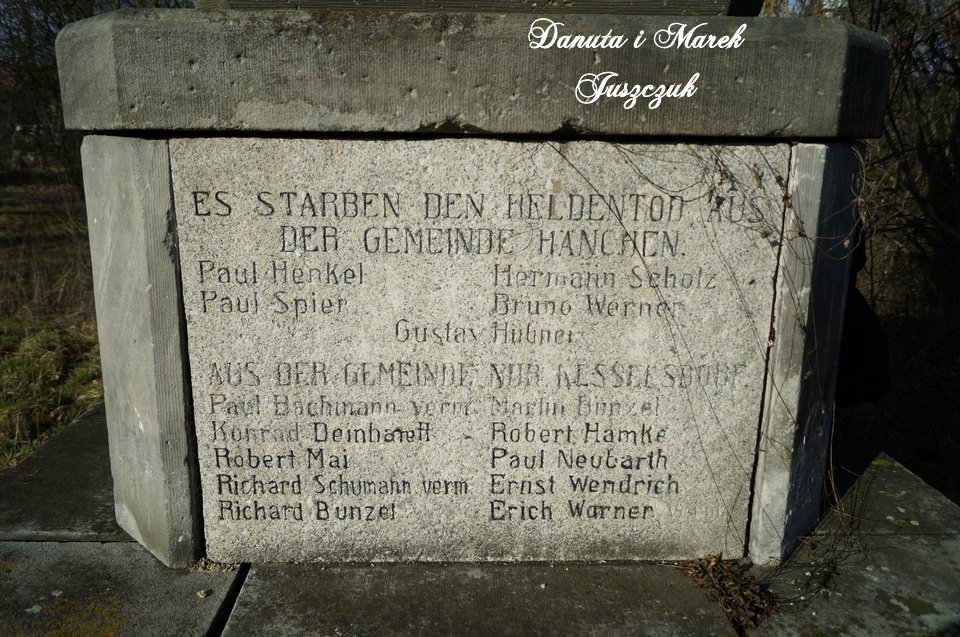 Danuta i Marek
Juszczuk
ES STARBEN DEN HELDENTOD AUS
DER GEMEINDE HÄNCHEN.
Paul Henkel Hermann Scholz
Paul Spier Bruno Werner
Gustav Hübner
AUS DER GEMEINDE NDR. KESSELSDORF.
Paul Bachmann verm. Martin Bunzel
Konrad Deinhardt Robert Hamke
Robert Mai Paul Neubarth
Richard Schumann verm. Ernst Wendrich
Richard Bunzel Erich Warner